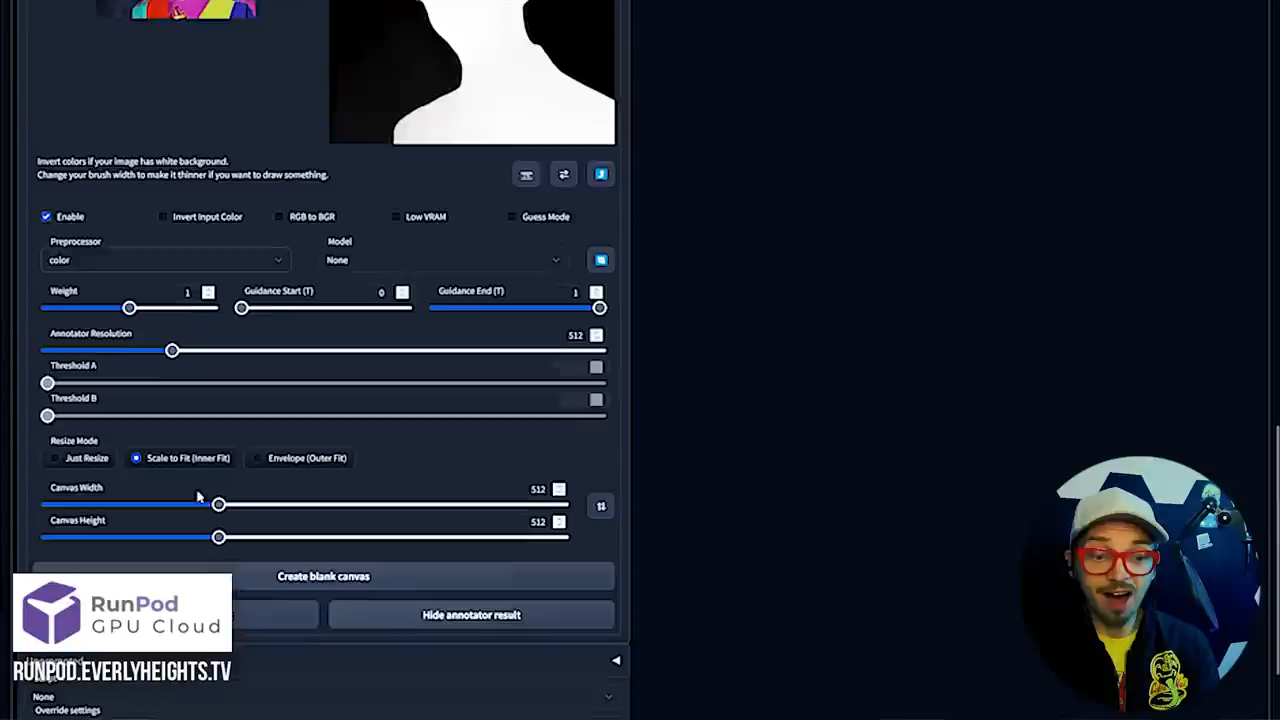 Invert colors if your image has white background.
Change your brush width to make it thinner if you want to draw something.
Enable
Invert Input Color
RGB to BGR
Low VRAM
Guess Mode
Preprocessor
Model
color
None
Weight
1
Guidance Start (T)
0
Guidance End (T)
1
Annotator Resolution
512
Threshold A
Threshold B
Resize Mode
Just Resize
Scale to Fit (Inner Fit)
Envelope (Outer Fit)
Canvas Width
512
Canvas Height
512
Create blank canvas
Hide annotator result
RunPod
GPU Cloud
RUNPOD.EVERLYHEIGHTS.TV
None
Override settings